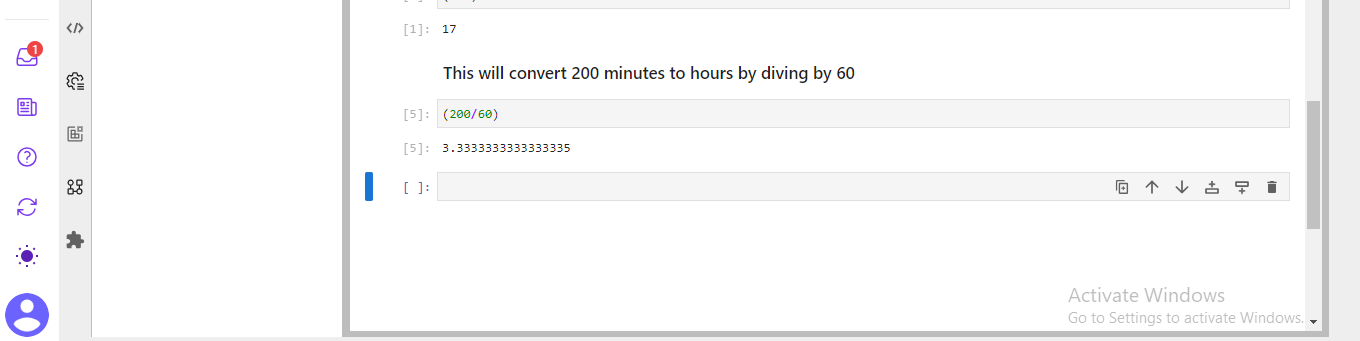 1
[1]: 17
This will convert 200 minutes to hours by diving by 60
[5]: (200/60)
[5]: 3.3333333333333335
[ ]:
Activate Windows
Go to Settings to activate Windows.